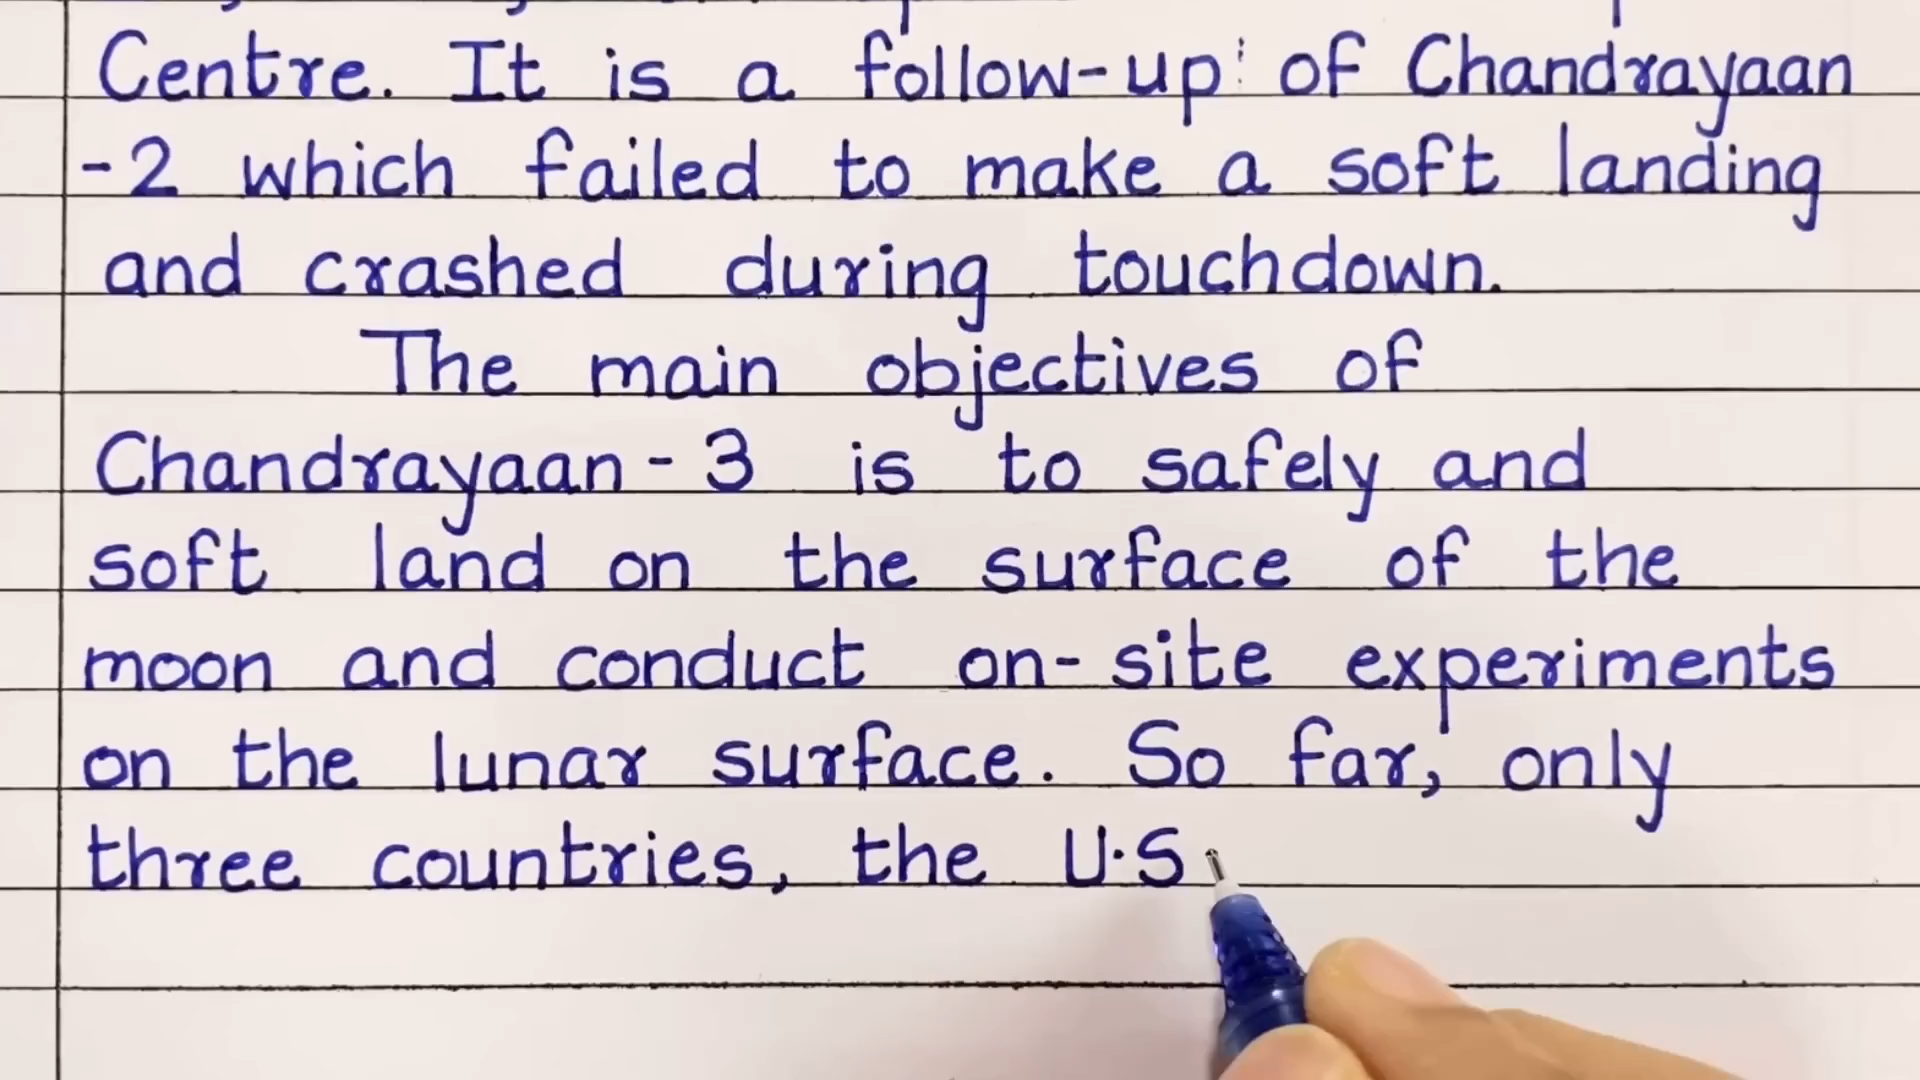 Centre. It is a follow-up of Chandrayaan
-2 which failed to make a soft landing
and crashed during touchdown.
The main objectives of
Chandrayaan-3 is to safely and
soft land on the surface of the
moon and conduct on-site experiments
on the lunar surface. So far, only
three countries, the U.S